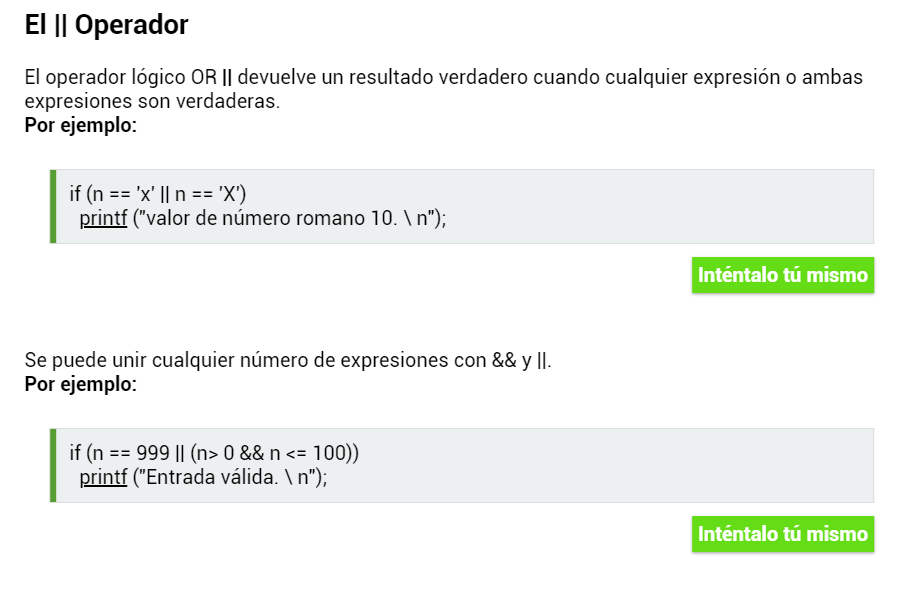 El || Operador
El operador lógico OR || devuelve un resultado verdadero cuando cualquier expresión o ambas
expresiones son verdaderas.
Por ejemplo:
if (n == 'x' || n == 'X')
printf ("valor de número romano 10. \ n");
Inténtalo tú mismo
Se puede unir cualquier número de expresiones con && y ||.
Por ejemplo:
if (n == 999 || (n> 0 && n <= 100))
printf ("Entrada válida. \ n");
Inténtalo tú mismo